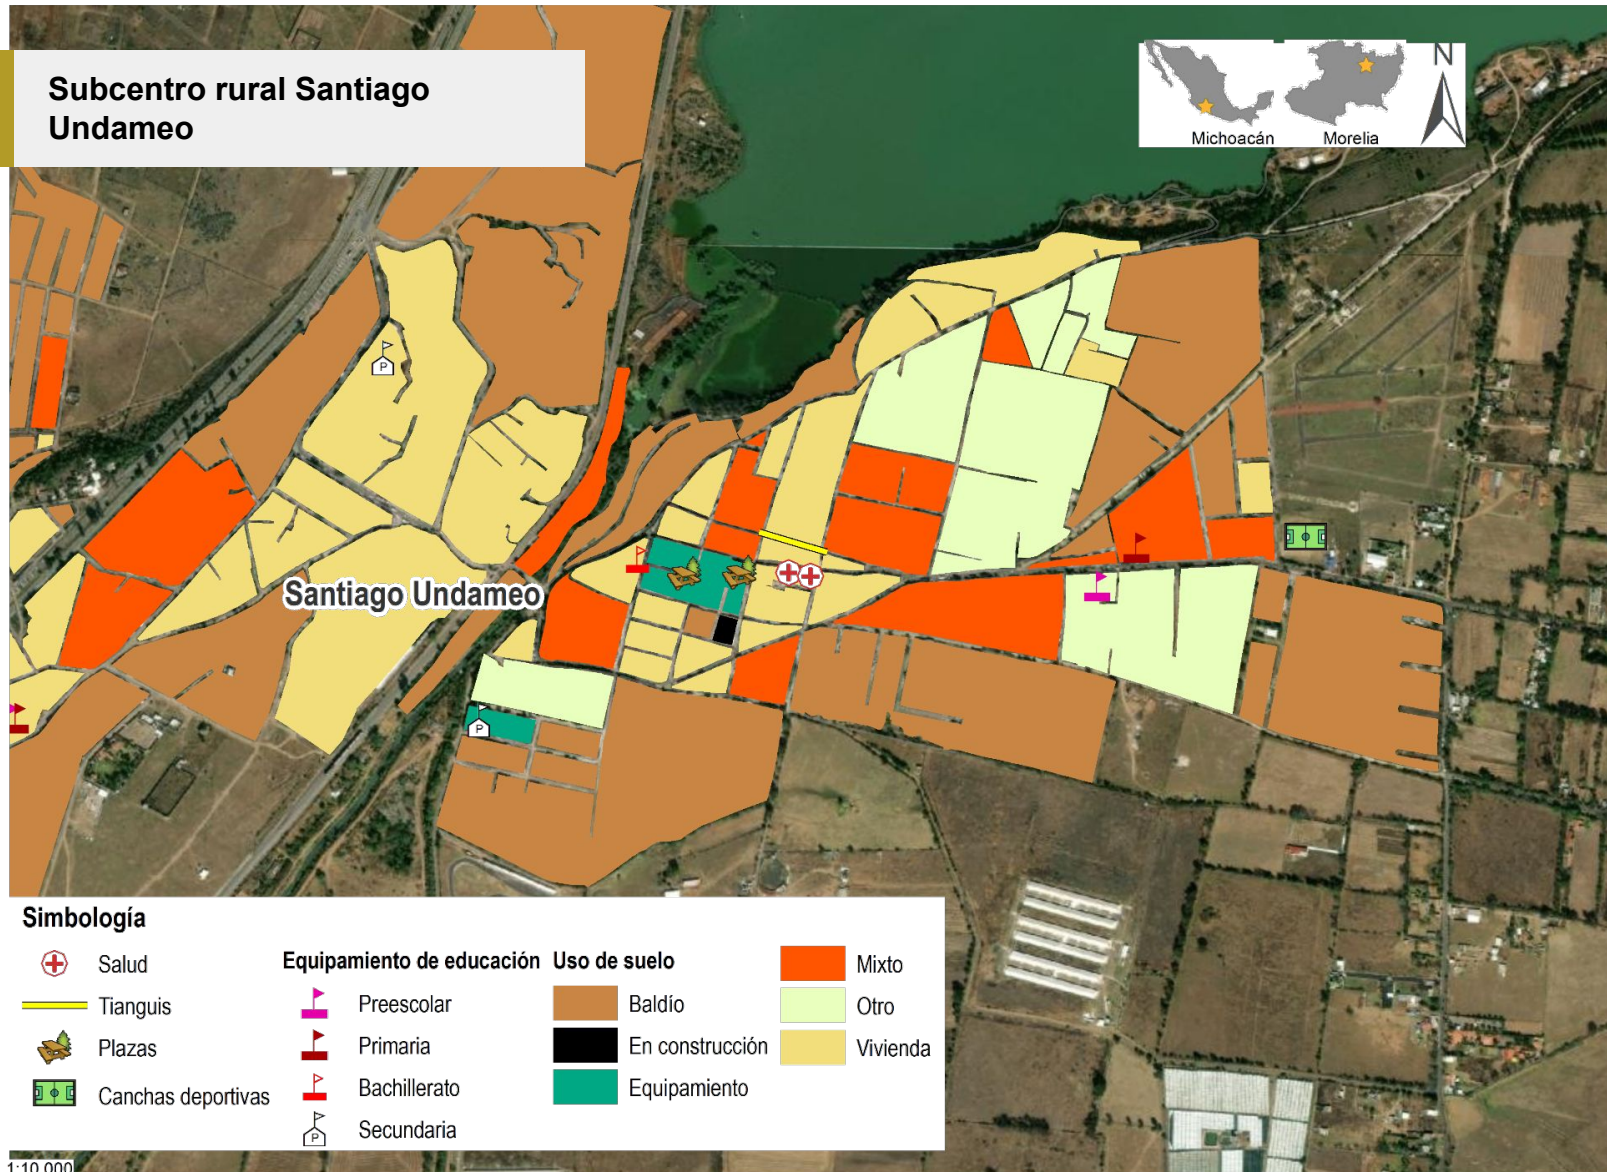 Subcentro rural Santiago
Undameo
N
Michoacán
Morelia
P
Santiago Undameo
P
Simbología
Salud
Tianguis
Plazas
Canchas deportivas
Equipamiento de educación
Preescolar
Primaria
Bachillerato
P
Secundaria
Uso de suelo
Baldío
En construcción
Equipamiento
Mixto
Otro
Vivienda
1:10,000